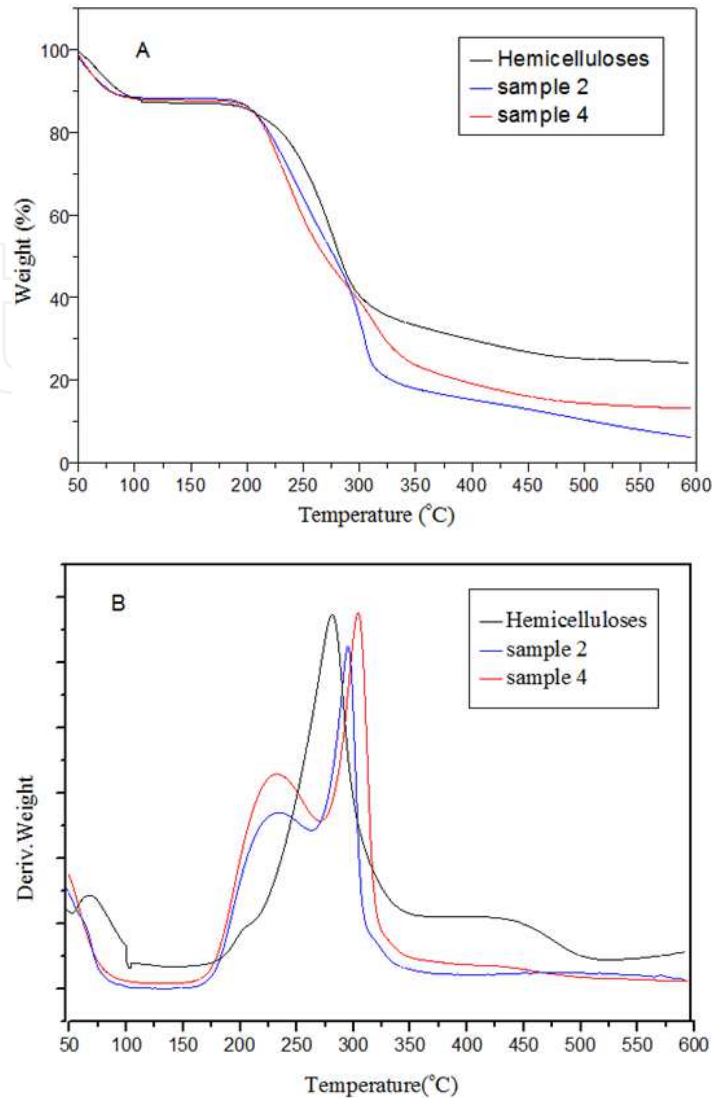 A
Hemicelluloses
sample 2
sample 4
100
80
60
40
20
0
Weight (%)
50 100 150 200 250 300 350 400 450 500 550 600
Temperature (°C)
B
Hemicelluloses
sample 2
sample 4
Deriv.Weight
50 100 150 200 250 300 350 400 450 500 550 600
Temperature(°C)